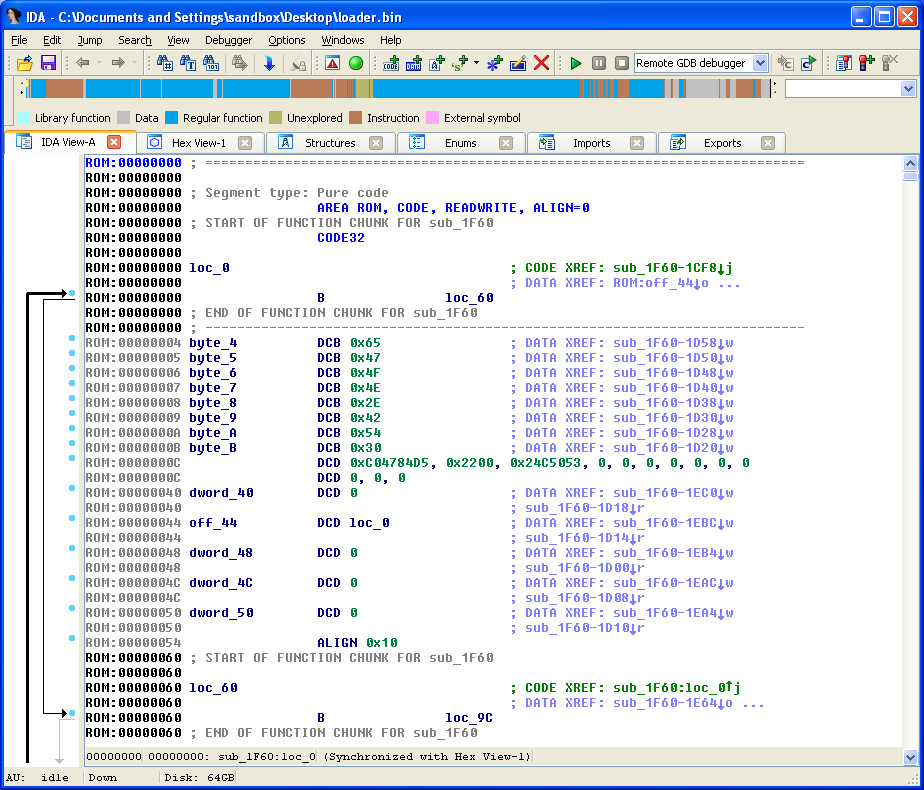 IDA - C:\Documents and Settings\sandbox\Desktop\loader.bin
File Edit Jump Search View Debugger Options Windows Help
Remote GDB debugger
Library function Data Regular function Unexplored Instruction External symbol
IDA View-A Hex View-1 Structures Enums Imports Exports
ROM:00000000 ; ===========================================================================
ROM:00000000
ROM:00000000 ; Segment type: Pure code
ROM:00000000 AREA ROM, CODE, READWRITE, ALIGN=0
ROM:00000000 ; START OF FUNCTION CHUNK FOR sub_1F60
ROM:00000000 CODE32
ROM:00000000
ROM:00000000 loc_0 ; CODE XREF: sub_1F60-1CF8↓j
ROM:00000000 ; DATA XREF: ROM:off_44↓o ...
ROM:00000000 B loc_60
ROM:00000000 ; END OF FUNCTION CHUNK FOR sub_1F60
ROM:00000000 ; ---------------------------------------------------------------------------
ROM:00000004 byte_4 DCB 0x65 ; DATA XREF: sub_1F60-1D58↓w
ROM:00000005 byte_5 DCB 0x47 ; DATA XREF: sub_1F60-1D50↓w
ROM:00000006 byte_6 DCB 0x4F ; DATA XREF: sub_1F60-1D48↓w
ROM:00000007 byte_7 DCB 0x4E ; DATA XREF: sub_1F60-1D40↓w
ROM:00000008 byte_8 DCB 0x2E ; DATA XREF: sub_1F60-1D38↓w
ROM:00000009 byte_9 DCB 0x42 ; DATA XREF: sub_1F60-1D30↓w
ROM:0000000A byte_A DCB 0x54 ; DATA XREF: sub_1F60-1D28↓w
ROM:0000000B byte_B DCB 0x30 ; DATA XREF: sub_1F60-1D20↓w
ROM:0000000C DCD 0xC04784D5, 0x2200, 0x24C5053, 0, 0, 0, 0, 0, 0, 0
ROM:0000000C DCD 0, 0, 0
ROM:00000040 dword_40 DCD 0 ; DATA XREF: sub_1F60-1EC0↓w
ROM:00000040 ; sub_1F60-1D18↓r
ROM:00000044 off_44 DCD loc_0 ; DATA XREF: sub_1F60-1EBC↓w
ROM:00000044 ; sub_1F60-1D14↓r
ROM:00000048 dword_48 DCD 0 ; DATA XREF: sub_1F60-1EB4↓w
ROM:00000048 ; sub_1F60-1D00↓r
ROM:0000004C dword_4C DCD 0 ; DATA XREF: sub_1F60-1EAC↓w
ROM:0000004C ; sub_1F60-1D08↓r
ROM:00000050 dword_50 DCD 0 ; DATA XREF: sub_1F60-1EA4↓w
ROM:00000050 ; sub_1F60-1D10↓r
ROM:00000054 ALIGN 0x10
ROM:00000060 ; START OF FUNCTION CHUNK FOR sub_1F60
ROM:00000060
ROM:00000060 loc_60 ; CODE XREF: sub_1F60:loc_0↑j
ROM:00000060 ; DATA XREF: sub_1F60-1E64↓o ...
ROM:00000060 B loc_9C
ROM:00000060 ; END OF FUNCTION CHUNK FOR sub_1F60
00000000 00000000: sub_1F60:loc_0 (Synchronized with Hex View-1)
AU: idle Down Disk: 64GB